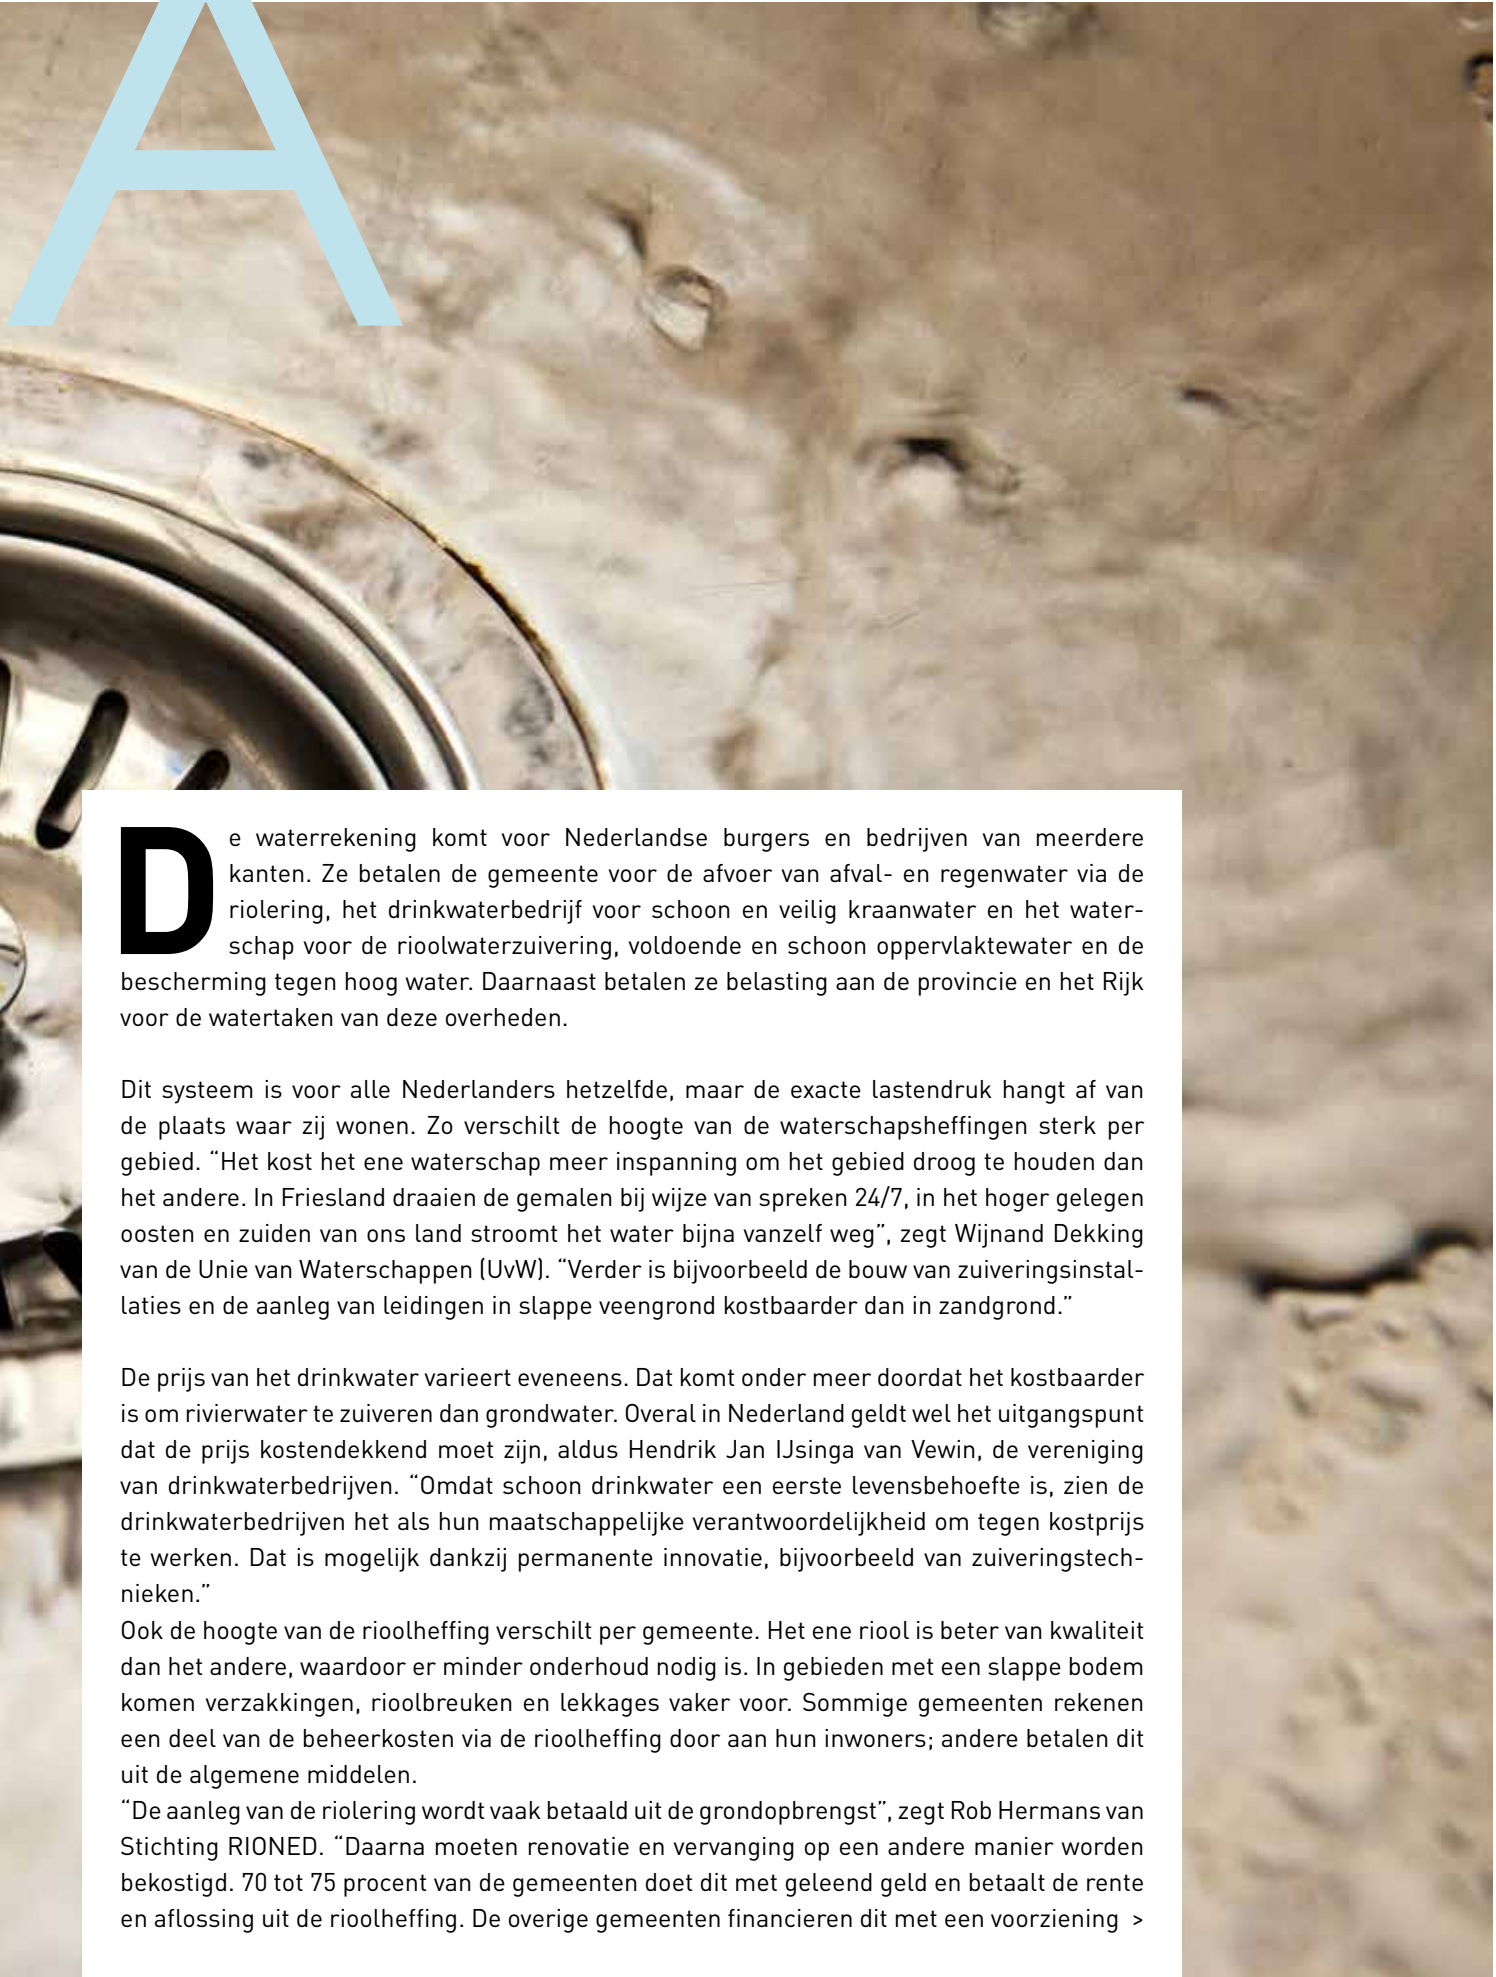 A
De waterrekening komt voor Nederlandse burgers en bedrijven van meerdere
kanten. Ze betalen de gemeente voor de afvoer van afval- en regenwater via de
riolering, het drinkwaterbedrijf voor schoon en veilig kraanwater en het water-
schap voor de rioolwaterzuivering, voldoende en schoon oppervlaktewater en de
bescherming tegen hoog water. Daarnaast betalen ze belasting aan de provincie en het Rijk
voor de watertaken van deze overheden.
Dit systeem is voor alle Nederlanders hetzelfde, maar de exacte lastendruk hangt af van
de plaats waar zij wonen. Zo verschilt de hoogte van de waterschapsheffingen sterk per
gebied. “Het kost het ene waterschap meer inspanning om het gebied droog te houden dan
het andere. In Friesland draaien de gemalen bij wijze van spreken 24/7, in het hoger gelegen
oosten en zuiden van ons land stroomt het water bijna vanzelf weg”, zegt Wijnand Dekking
van de Unie van Waterschappen (UvW). “Verder is bijvoorbeeld de bouw van zuiveringsinstal-
laties en de aanleg van leidingen in slappe veengrond kostbaarder dan in zandgrond.”
De prijs van het drinkwater varieert eveneens. Dat komt onder meer doordat het kostbaarder
is om rivierwater te zuiveren dan grondwater. Overal in Nederland geldt wel het uitgangspunt
dat de prijs kostendekkend moet zijn, aldus Hendrik Jan IJsinga van Vewin, de vereniging
van drinkwaterbedrijven. “Omdat schoon drinkwater een eerste levensbehoefte is, zien de
drinkwaterbedrijven het als hun maatschappelijke verantwoordelijkheid om tegen kostprijs
te werken. Dat is mogelijk dankzij permanente innovatie, bijvoorbeeld van zuiveringstech-
nieken.”
Ook de hoogte van de rioolheffing verschilt per gemeente. Het ene riool is beter van kwaliteit
dan het andere, waardoor er minder onderhoud nodig is. In gebieden met een slappe bodem
komen verzakkingen, rioolbreuken en lekkages vaker voor. Sommige gemeenten rekenen
een deel van de beheerkosten via de rioolheffing door aan hun inwoners; andere betalen dit
uit de algemene middelen.
“De aanleg van de riolering wordt vaak betaald uit de grondopbrengst”, zegt Rob Hermans van
Stichting RIONED. “Daarna moeten renovatie en vervanging op een andere manier worden
bekostigd. 70 tot 75 procent van de gemeenten doet dit met geleend geld en betaalt de rente
en aflossing uit de rioolheffing. De overige gemeenten financieren dit met een voorziening >